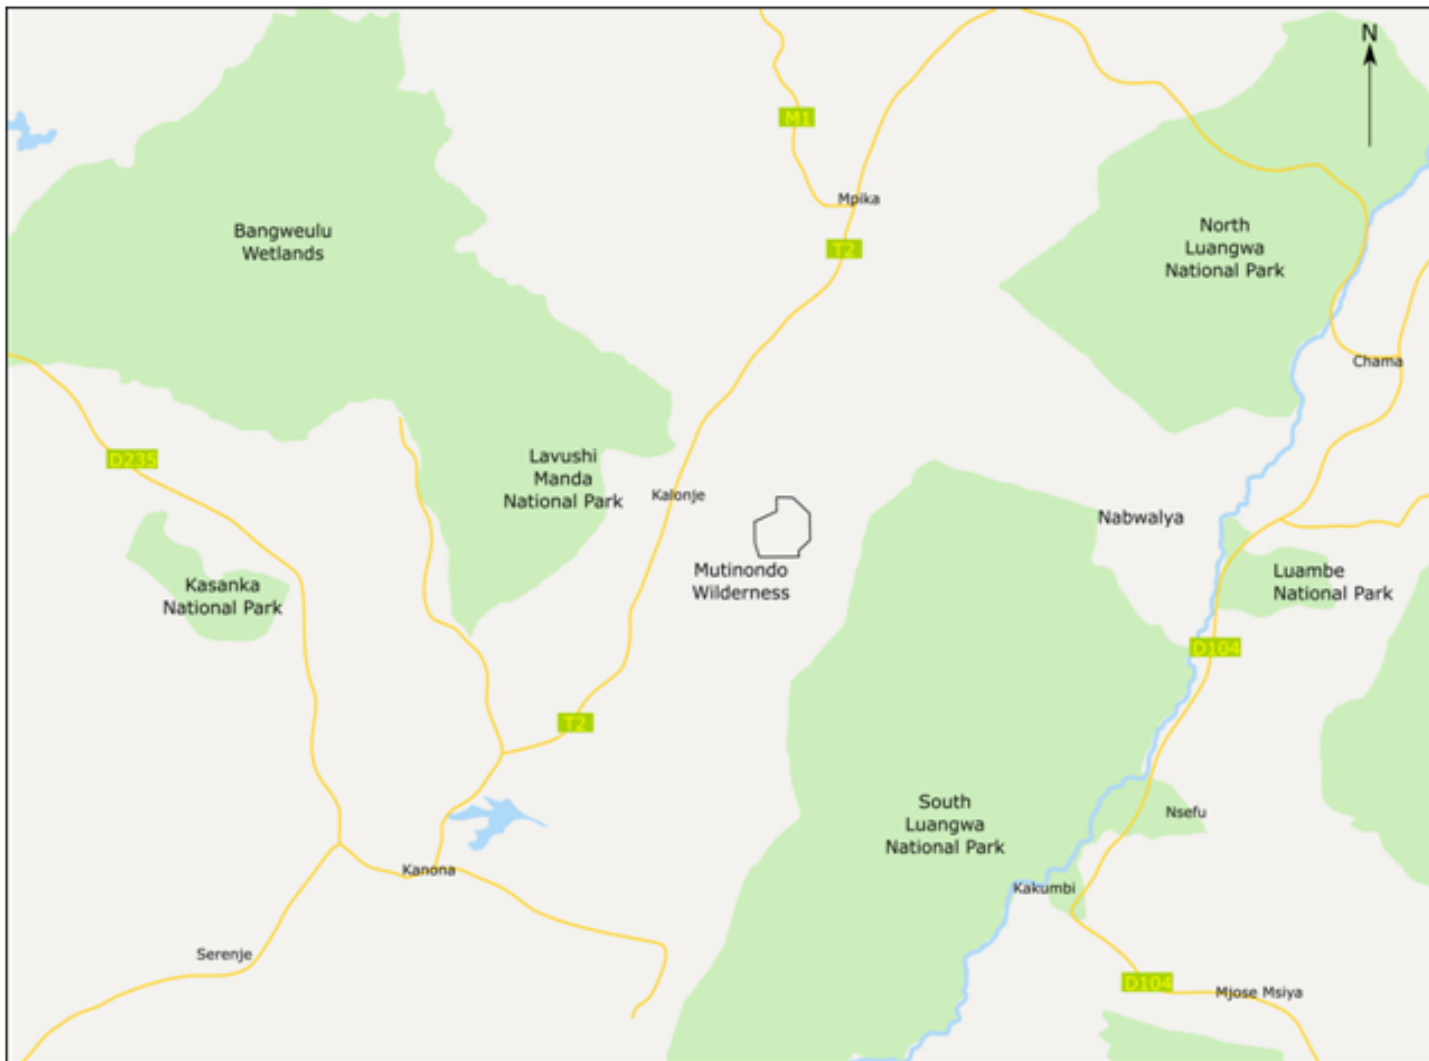 N
M1
Mpika
Bangweulu
Wetlands
T2
North
Luangwa
National Park
Chama
D235
Lavushi
Manda
National Park
Kalonje
Nabwalya
Mutinondo
Wilderness
Kasanka
National Park
Luambe
National Park
D104
T2
South
Luangwa
National Park
Nsefu
Kanona
Kakumbi
Serenje
D104
Mjose Msiya